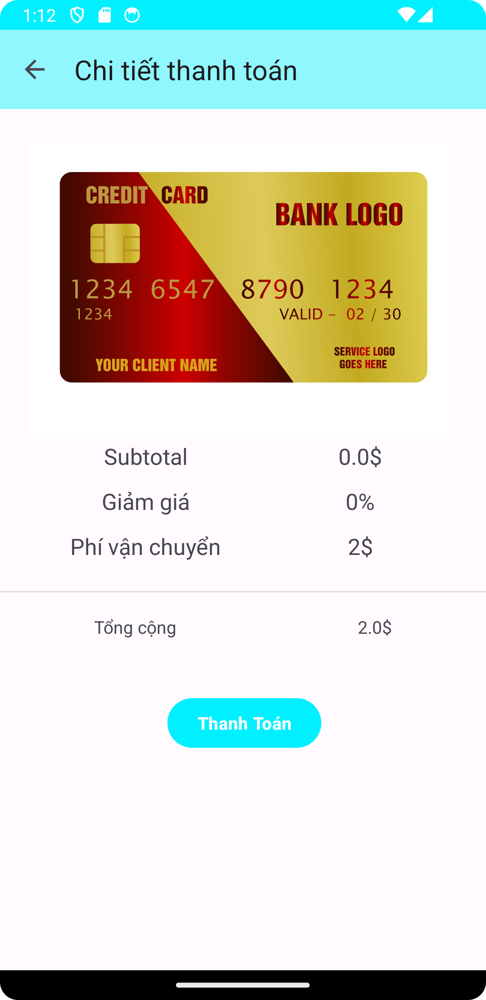 1:12
Chi tiết thanh toán
CREDIT CARD
BANK LOGO
1234 6547 8790 1234
1234 VALID – 02 / 30
SERVICE LOGO
GOES HERE
YOUR CLIENT NAME
Subtotal 0.0$
Giảm giá 0%
Phí vận chuyển 2$
Tổng cộng 2.0$
Thanh Toán